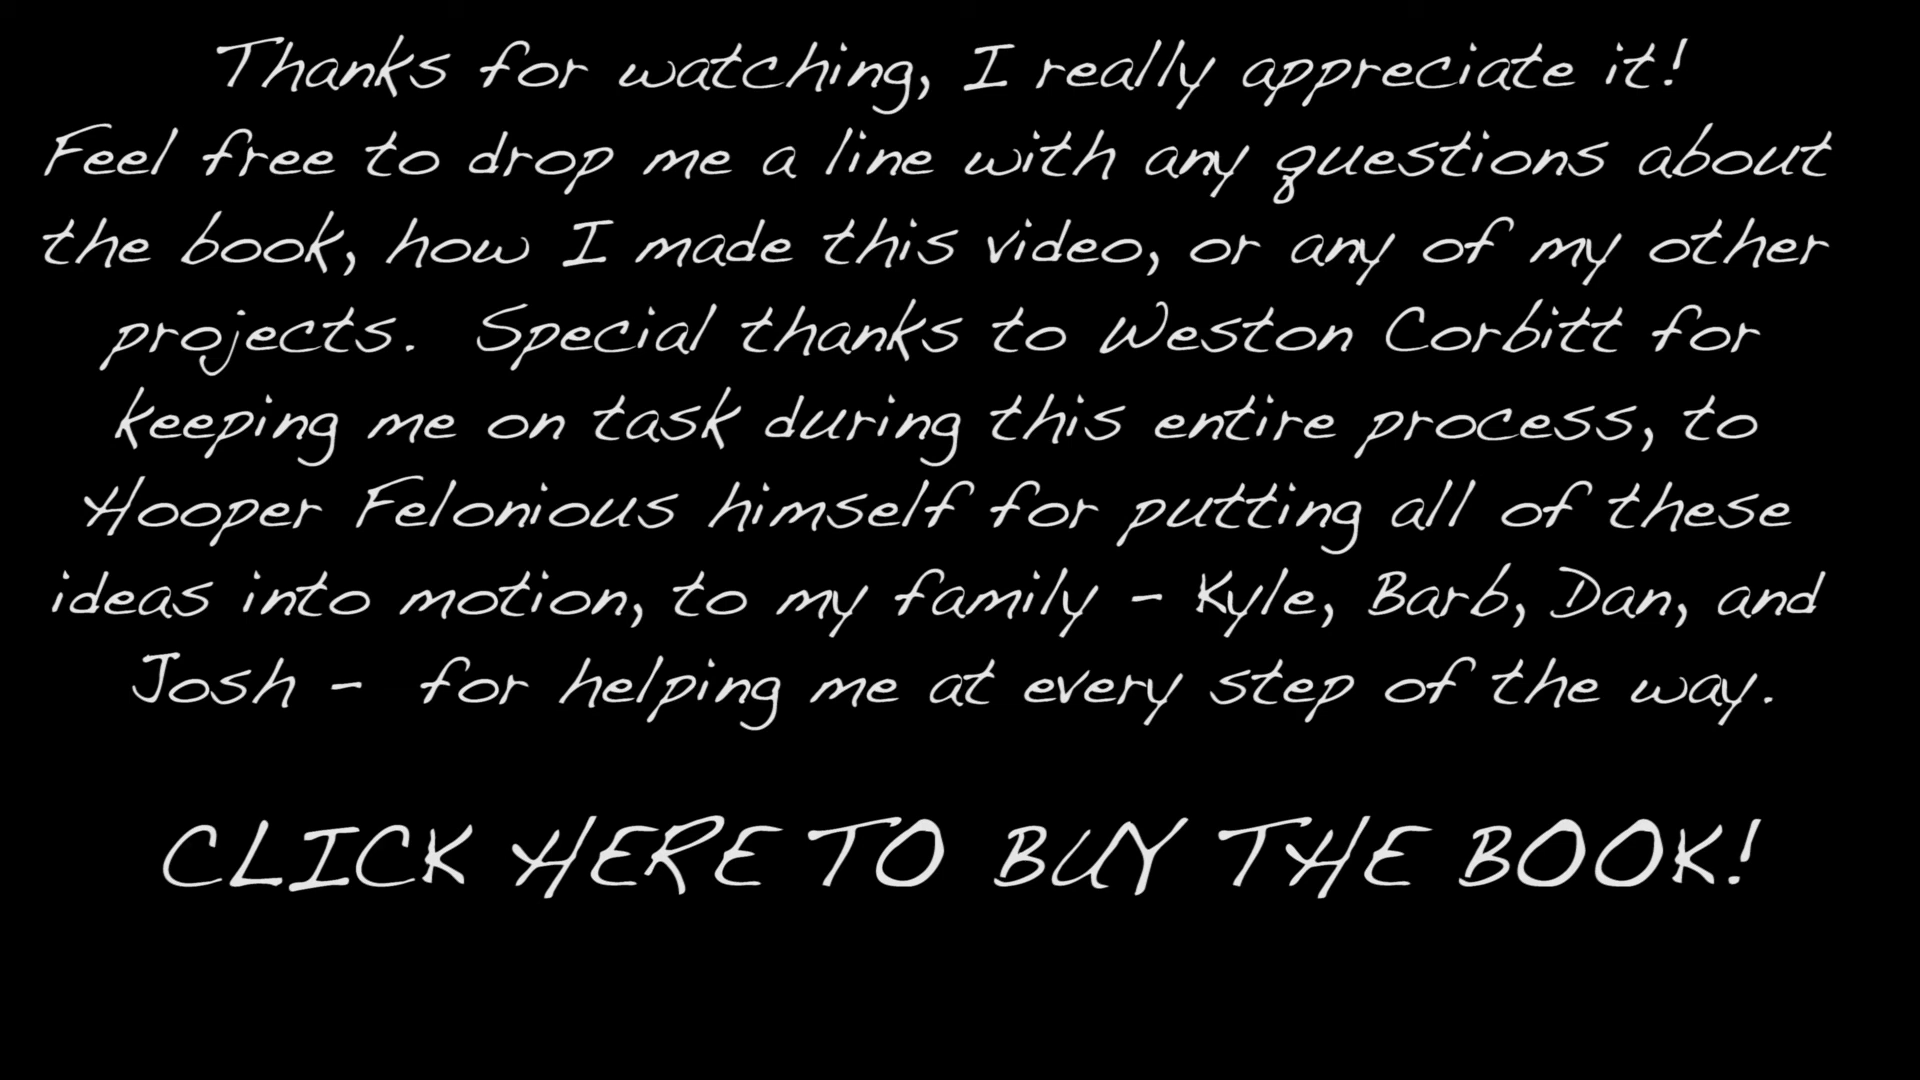 Thanks for watching, I really appreciate it!
Feel free to drop me a line with any questions about
the book, how I made this video, or any of my other
projects.  Special thanks to Weston Corbitt for
keeping me on task during this entire process, to
Hooper Felonious himself for putting all of these
ideas into motion, to my family - Kyle, Barb, Dan, and
Josh -  for helping me at every step of the way.
CLICK HERE TO BUY THE BOOK!